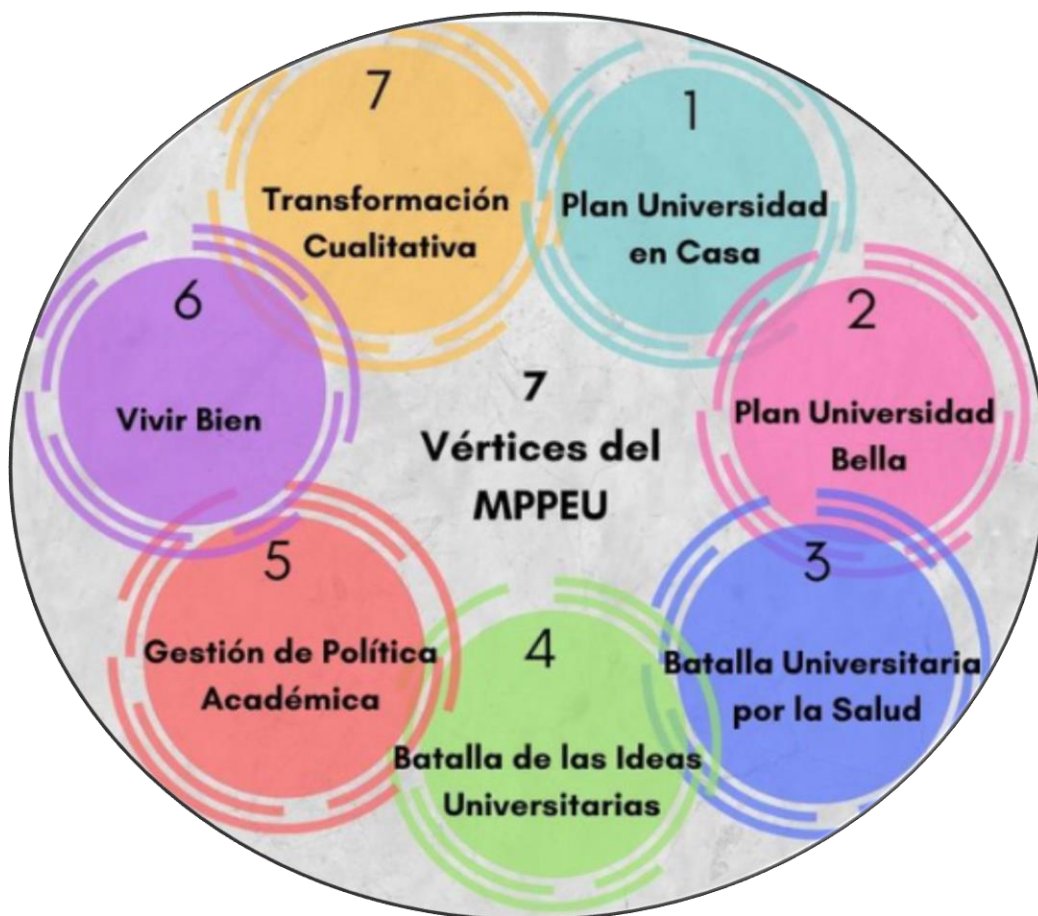 7
Vértices del
MPPEU
1
Plan Universidad
en Casa
2
Plan Universidad
Bella
3
Batalla Universitaria
por la Salud
4
Batalla de las Ideas
Universitarias
5
Gestión de Política
Académica
6
Vivir Bien
7
Transformación
Cualitativa